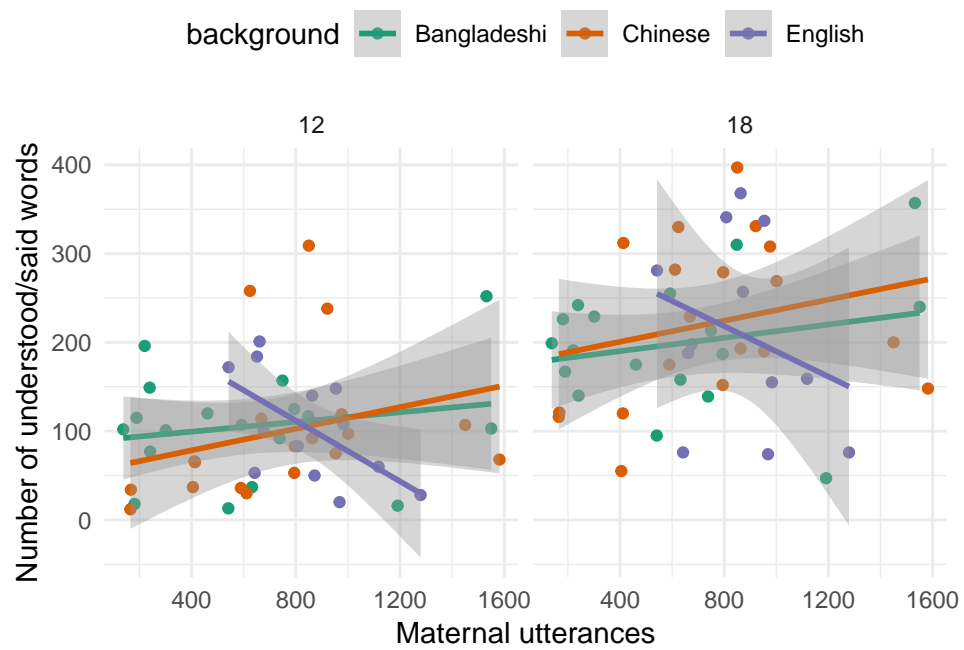 background Bangladeshi Chinese English
12 18
Number of understood/said words
400
300
200
100
0
400 800 1200 1600 400 800 1200 1600
Maternal utterances